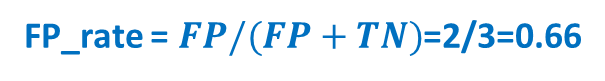 FP_rate = FP/(FP + TN)=2/3=0.66